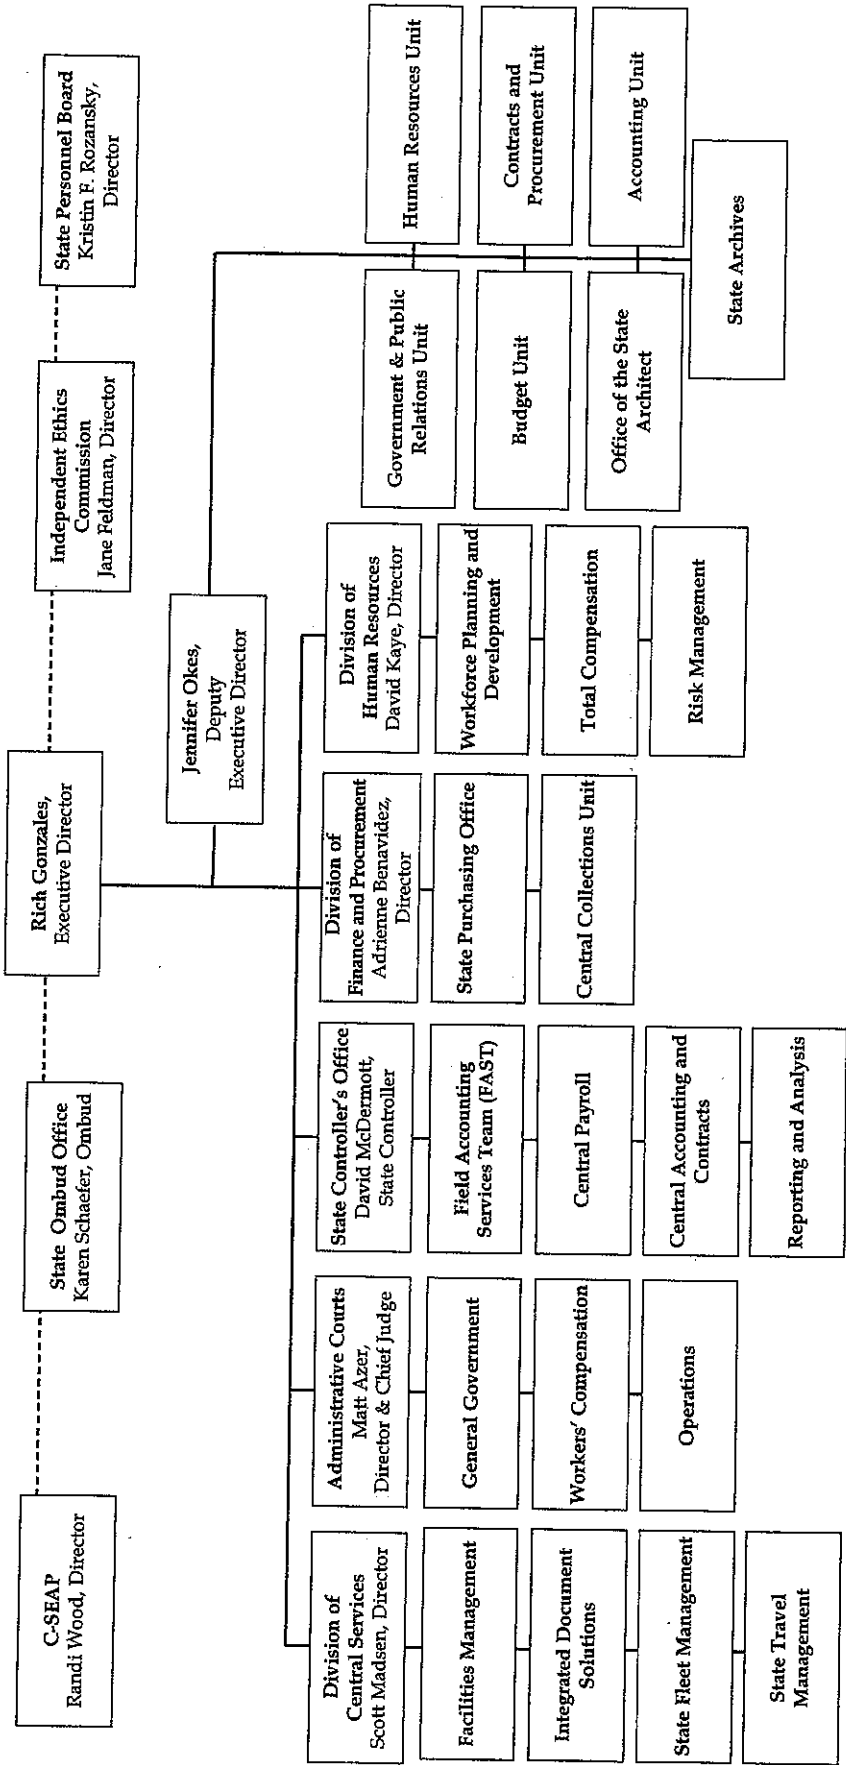 C-SEAP
Randi Wood, Director
State Ombud Office
Karen Schaefer, Ombud
Rich Gonzales,
Executive Director
Independent Ethics
Commission
Jane Feldman, Director
State Personnel Board
Kristin F. Rozansky,
Director
Jennifer Okes,
Deputy
Executive Director
Division of
Central Services
Scott Madsen, Director
Facilities Management
Integrated Document
Solutions
State Fleet Management
State Travel
Management
Administrative Courts
Matt Azer,
Director & Chief Judge
General Government
Workers' Compensation
Operations
State Controller's Office
David McDermott,
State Controller
Field Accounting
Services Team (FAST)
Central Payroll
Central Accounting and
Contracts
Reporting and Analysis
Division of
Finance and Procurement
Adrienne Benavidez,
Director
State Purchasing Office
Central Collections Unit
Division of
Human Resources
David Kaye, Director
Workforce Planning and
Development
Total Compensation
Risk Management
Government & Public
Relations Unit
Human Resources Unit
Budget Unit
Contracts and
Procurement Unit
Office of the State
Architect
Accounting Unit
State Archives